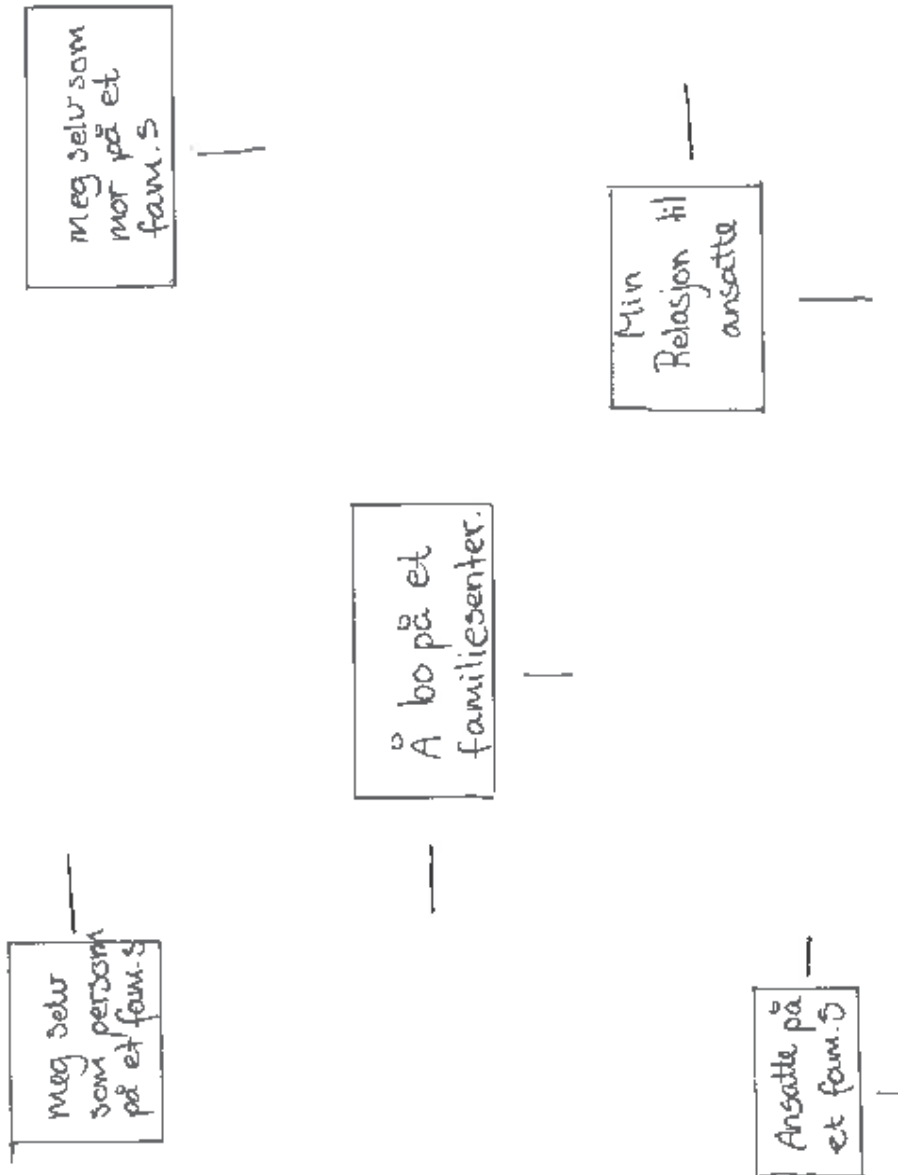 meg selv
som person
på et fam.s
meg selv som
mor på et
fam.s
Å bo på et
familiesenter.
Min
Relasjon til
ansatte
Ansatte på
et fam.s